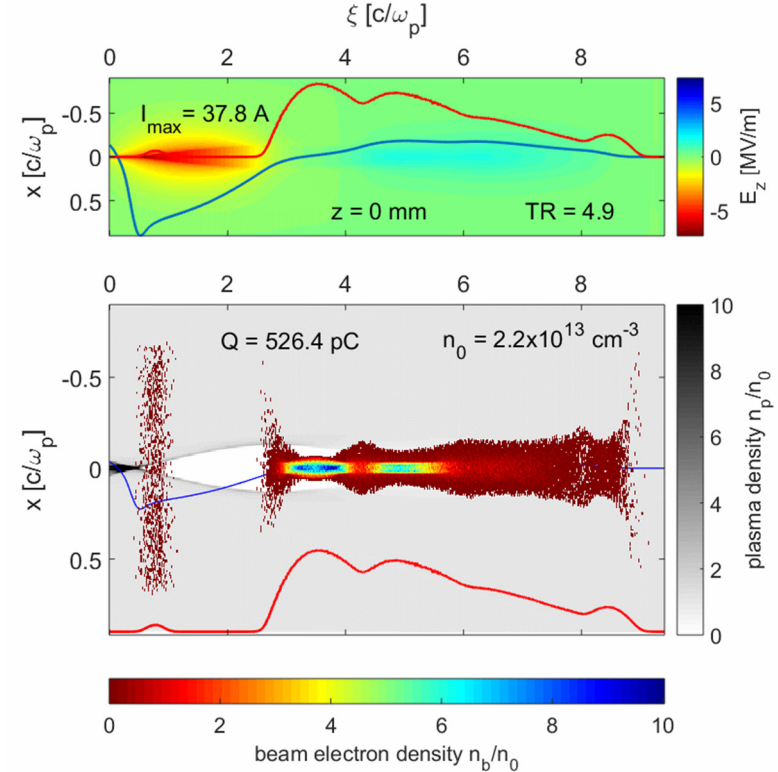 ξ [c/ω_p]
0 2 4 6 8
-0.5
0
0.5
x [c/ω_p]
I_max = 37.8 A
z = 0 mm
TR = 4.9
5
0
-5
E_z [MV/m]
0 2 4 6 8
-0.5
0
0.5
x [c/ω_p]
Q = 526.4 pC
n_0 = 2.2x10^13 cm^-3
10
8
6
4
2
0
plasma density n_p/n_0
0 2 4 6 8 10
beam electron density n_b/n_0